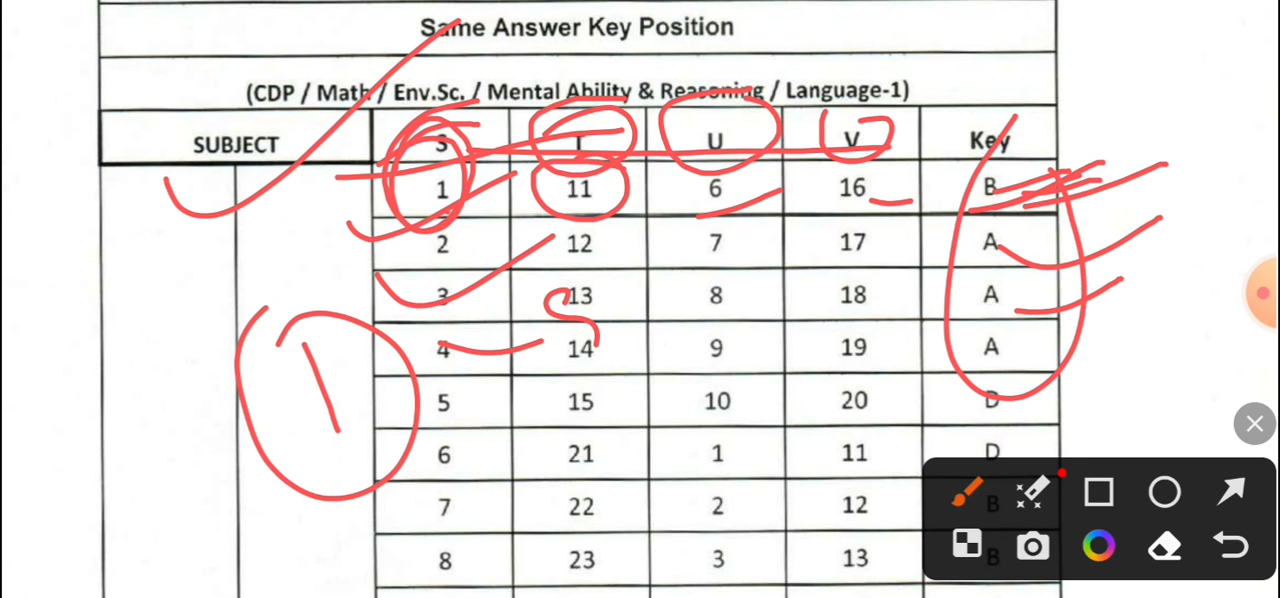 Same Answer Key Position
(CDP / Math / Env.Sc. / Mental Ability & Reasoning / Language-1)
SUBJECT S T U V Key
1 11 6 16 B
2 12 7 17 A
3 13 8 18 A
4 14 9 19 A
5 15 10 20 D
6 21 1 11 D
7 22 2 12 B
8 23 3 13 B